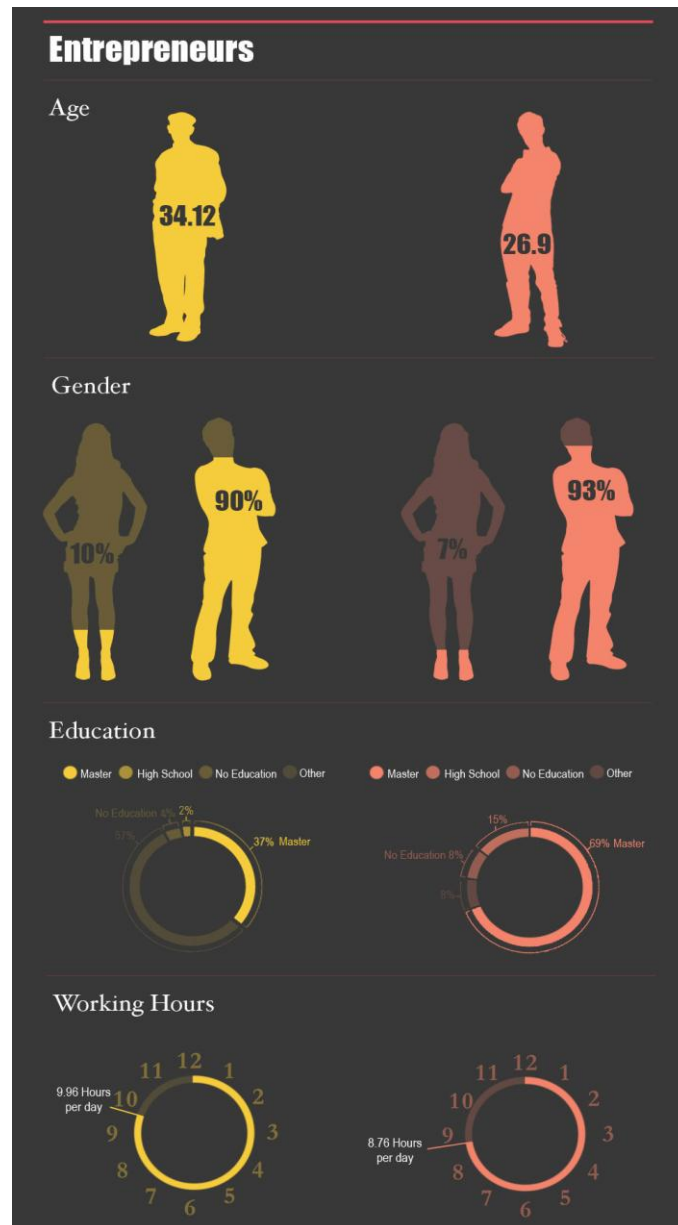 Entrepreneurs
Age
34.12
26.9
Gender
10%
90%
7%
93%
Education
Master High School No Education Other
Master High School No Education Other
No Education 4%
2%
57%
37% Master
15%
No Education 8%
8%
69% Master
Working Hours
12
11
1
10
2
9
3
8
4
7
5
6
9.96 Hours
per day
12
11
1
10
2
9
3
8
4
7
5
6
8.76 Hours
per day